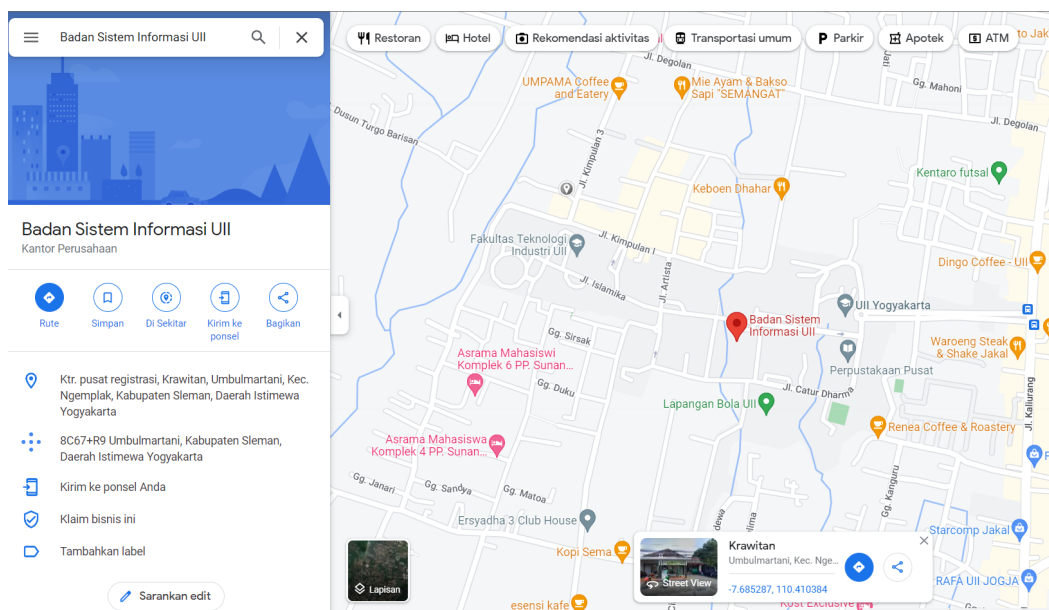 Badan Sistem Informasi UII
Badan Sistem Informasi UII
Kantor Perusahaan
Rute
Simpan
Di Sekitar
Kirim ke
ponsel
Bagikan
Ktr. pusat registrasi, Krawitan, Umbulmartani, Kec.
Ngemplak, Kabupaten Sleman, Daerah Istimewa
Yogyakarta
8C67+R9 Umbulmartani, Kabupaten Sleman,
Daerah Istimewa Yogyakarta
Kirim ke ponsel Anda
Klaim bisnis ini
Tambahkan label
Sarankan edit
Restoran
Hotel
Rekomendasi aktivitas
Transportasi umum
Parkir
Apotek
ATM
Jl. Degolan
UMPAMA Coffee
and Eatery
Mie Ayam & Bakso
Sapi "SEMANGAT"
Gg. Mahoni
Jl. Degolan
Dusun Turgo Barisan
Jl. Kimpulan 3
Kentaro futsal
Keboen Dhahar
Fakultas Teknologi
Industri UII
Jl. Kimpulan I
Dingo Coffee - UII
Jl. Islamika
Jl. Artista
UII Yogyakarta
Badan Sistem
Informasi UII
Gg. Sirsak
Waroeng Steak
& Shake Jakal
Asrama Mahasiswi
Komplek 6 PP. Sunan...
Perpustakaan Pusat
Gg. Duku
Jl. Catur Dharma
Jl. Kaliurang
Lapangan Bola UII
Renea Coffee & Roastery
Asrama Mahasiswa
Komplek 4 PP. Sunan...
Gg. Janari
Gg. Sandya
Gg. Matoa
Gg. Kanguru
Ersyadha 3 Club House
Starcomp Jakal
Kopi Sema
Krawitan
Umbulmartani, Kec. Nge...
-7.685287, 110.410384
Street View
Lapisan
RAFA UII JOGJA
esensi kafe
Kost Exclusive